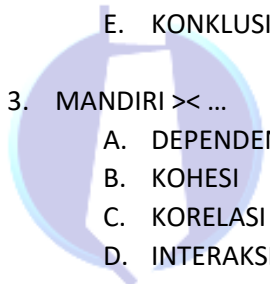 E. KONKLUSI
3. MANDIRI >< ...
A. DEPENDEN
B. KOHESI
C. KORELASI
D. INTERAKSI